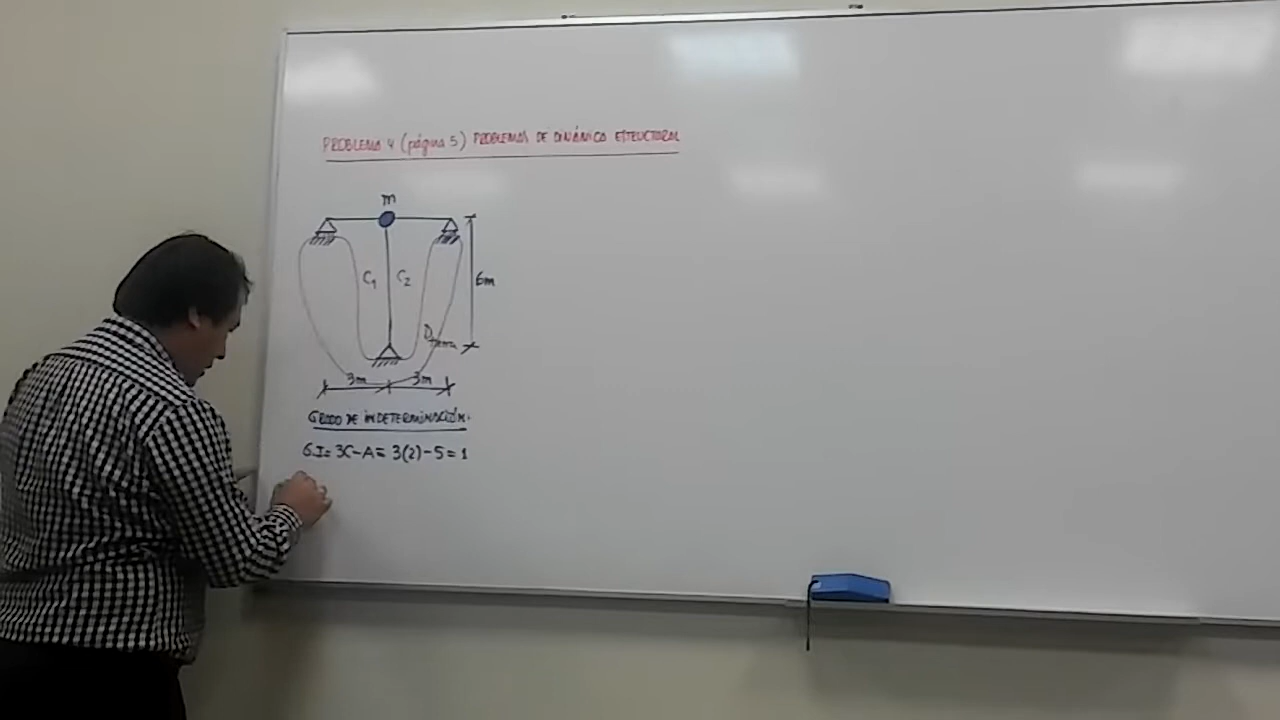 PROBLEMA 4 (página 5) PROBLEMAS DE DINÁMICA ESTRUCTURAL
m
C1 C2
6m
3m 3m
GRADO DE INDETERMINACIÓN.
G.I= 3C-A= 3(2)-5=1